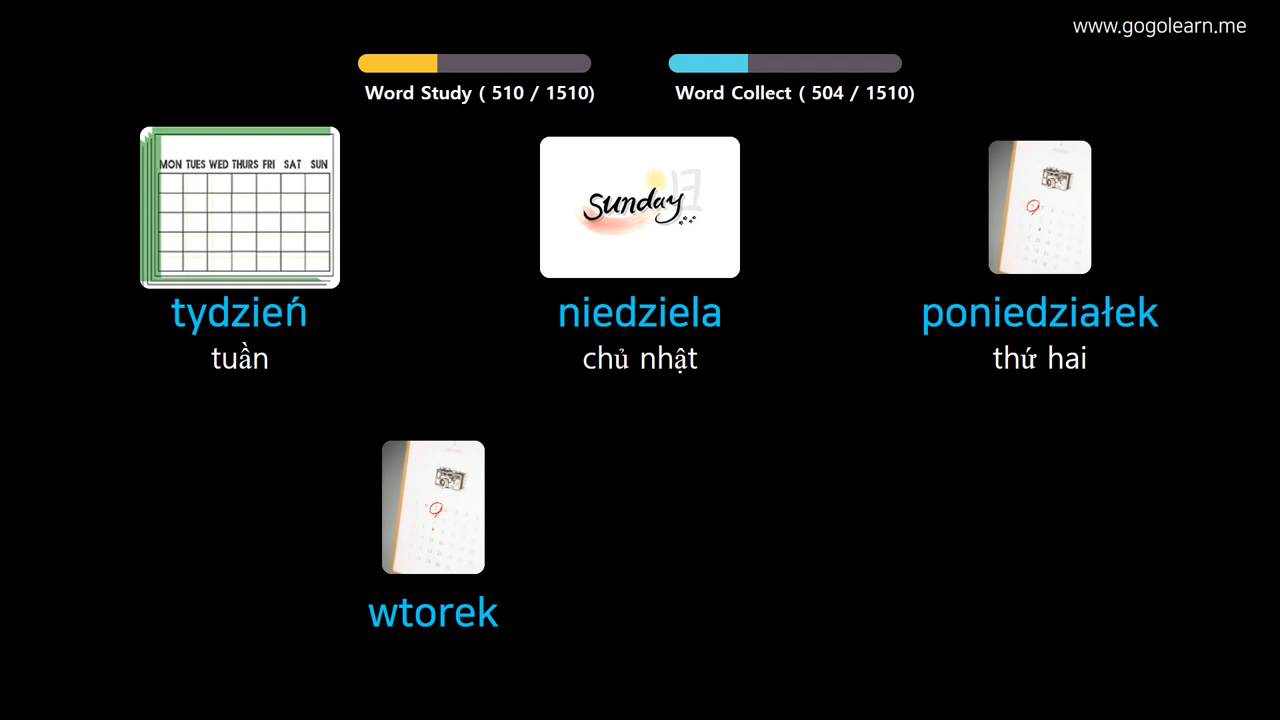 www.gogolearn.me
Word Study ( 510 / 1510)
Word Collect ( 504 / 1510)
MON TUES WED THURS FRI SAT SUN
Sunday
tydzień
niedziela
poniedziałek
tuần
chủ nhật
thứ hai
wtorek